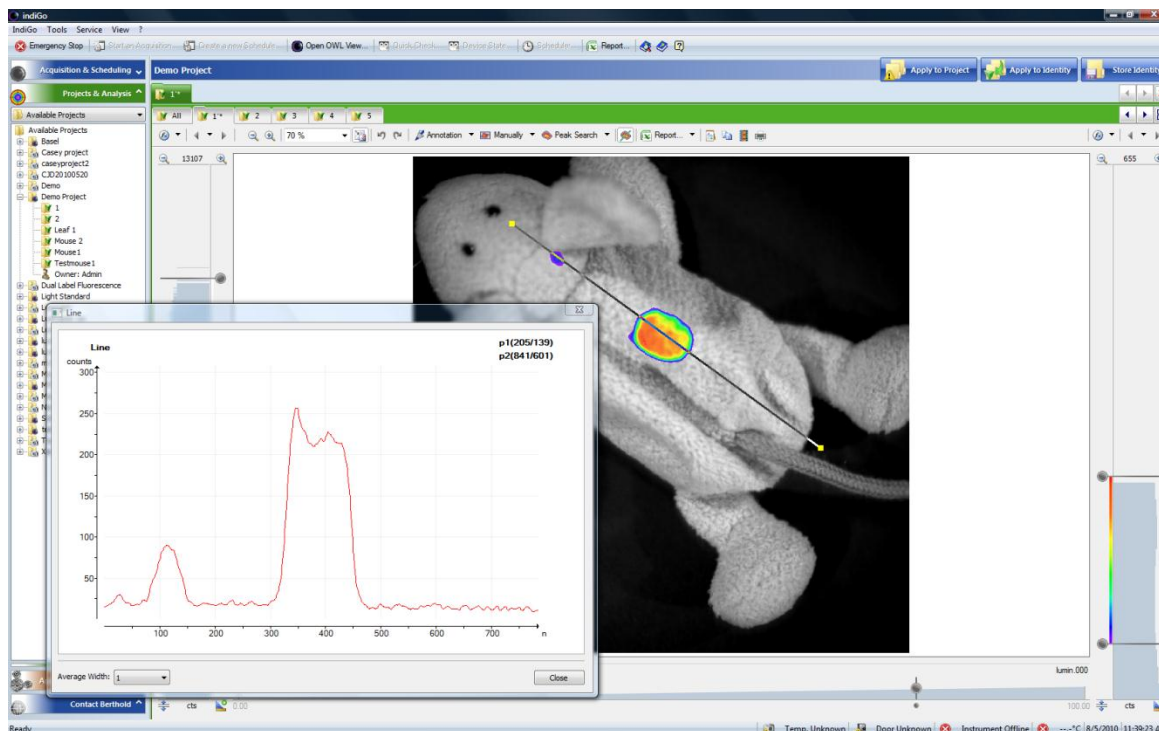 indiGo
IndiGo Tools Service View ?
Emergency Stop Start an Acquisition... Create a new Schedule... Open OWL View... Quick Check... Device State... Schedule... Report...
Acquisition & Scheduling
Demo Project
Apply to Project Apply to Identity Store Identity
Projects & Analysis
1*
Available Projects
All 1* 2 3 4 5
70 % Annotation Manually Peak Search Report...
Available Projects
Basel
Casey project
caseyproject2
CJD20100520
Demo
Demo Project
1
2
Leaf 1
Mouse 2
Mouse1
Testmouse1
Owner: Admin
Dual Label Fluorescence
Light Standard
13107
655
Line
Line
p1(205/139)
p2(841/601)
counts
300
250
200
150
100
50
100 200 300 400 500 600 700 n
Average Width: 1 Close
lumin.000
Contact Berthold
cts 0.00 100.00 cts
Ready Temp. Unknown Door Unknown Instrument Offline --.-°C 8/5/2010 11:39:23